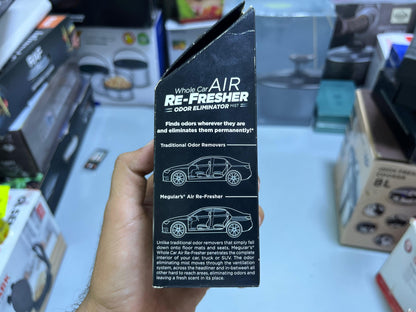 Whole Car AIR
RE-FRESHER
ODOR ELIMINATOR MIST
Finds odors wherever they are
and eliminates them permanently!*
Traditional Odor Removers
Meguiar's® Air Re-Fresher
Unlike traditional odor removers that simply fall
down onto floor mats and seats, Meguiar's®
Whole Car Air Re-Fresher penetrates the complete
interior of your car, truck or SUV. The odor
eliminating mist moves through the ventilation
system, across the headliner and in-between all
other hard to reach areas, eliminating odors and
leaving a fresh scent in its place.
8L